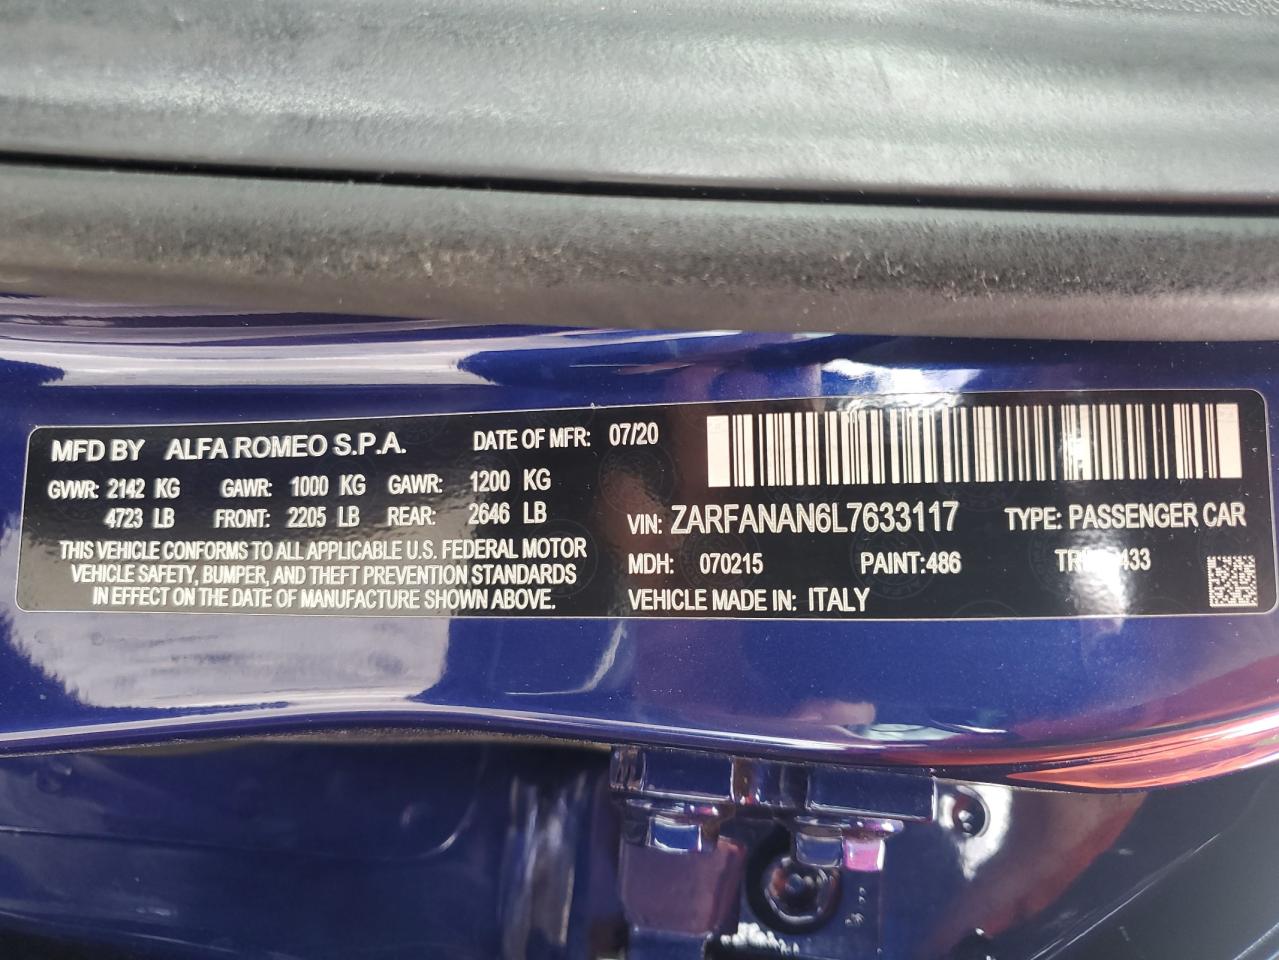 MFD BY ALFA ROMEO S.P.A. DATE OF MFR: 07/20
GVWR: 2142 KG GAWR: 1000 KG GAWR: 1200 KG
4723 LB FRONT: 2205 LB REAR: 2646 LB
THIS VEHICLE CONFORMS TO ALL APPLICABLE U.S. FEDERAL MOTOR
VEHICLE SAFETY, BUMPER, AND THEFT PREVENTION STANDARDS
IN EFFECT ON THE DATE OF MANUFACTURE SHOWN ABOVE.
VIN: ZARFANAN6L7633117 TYPE: PASSENGER CAR
MDH: 070215 PAINT:486 433
VEHICLE MADE IN: ITALY